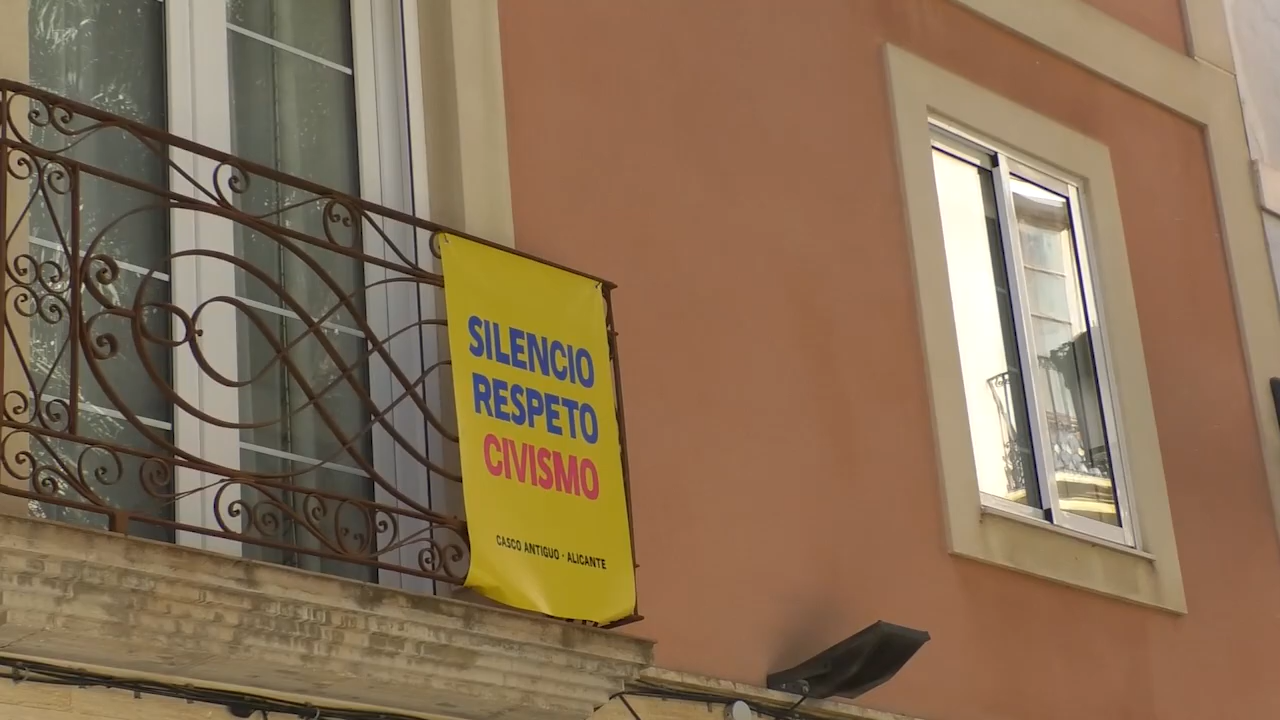 SILENCIO
RESPETO
CIVISMO
CASCO ANTIGUO - ALICANTE